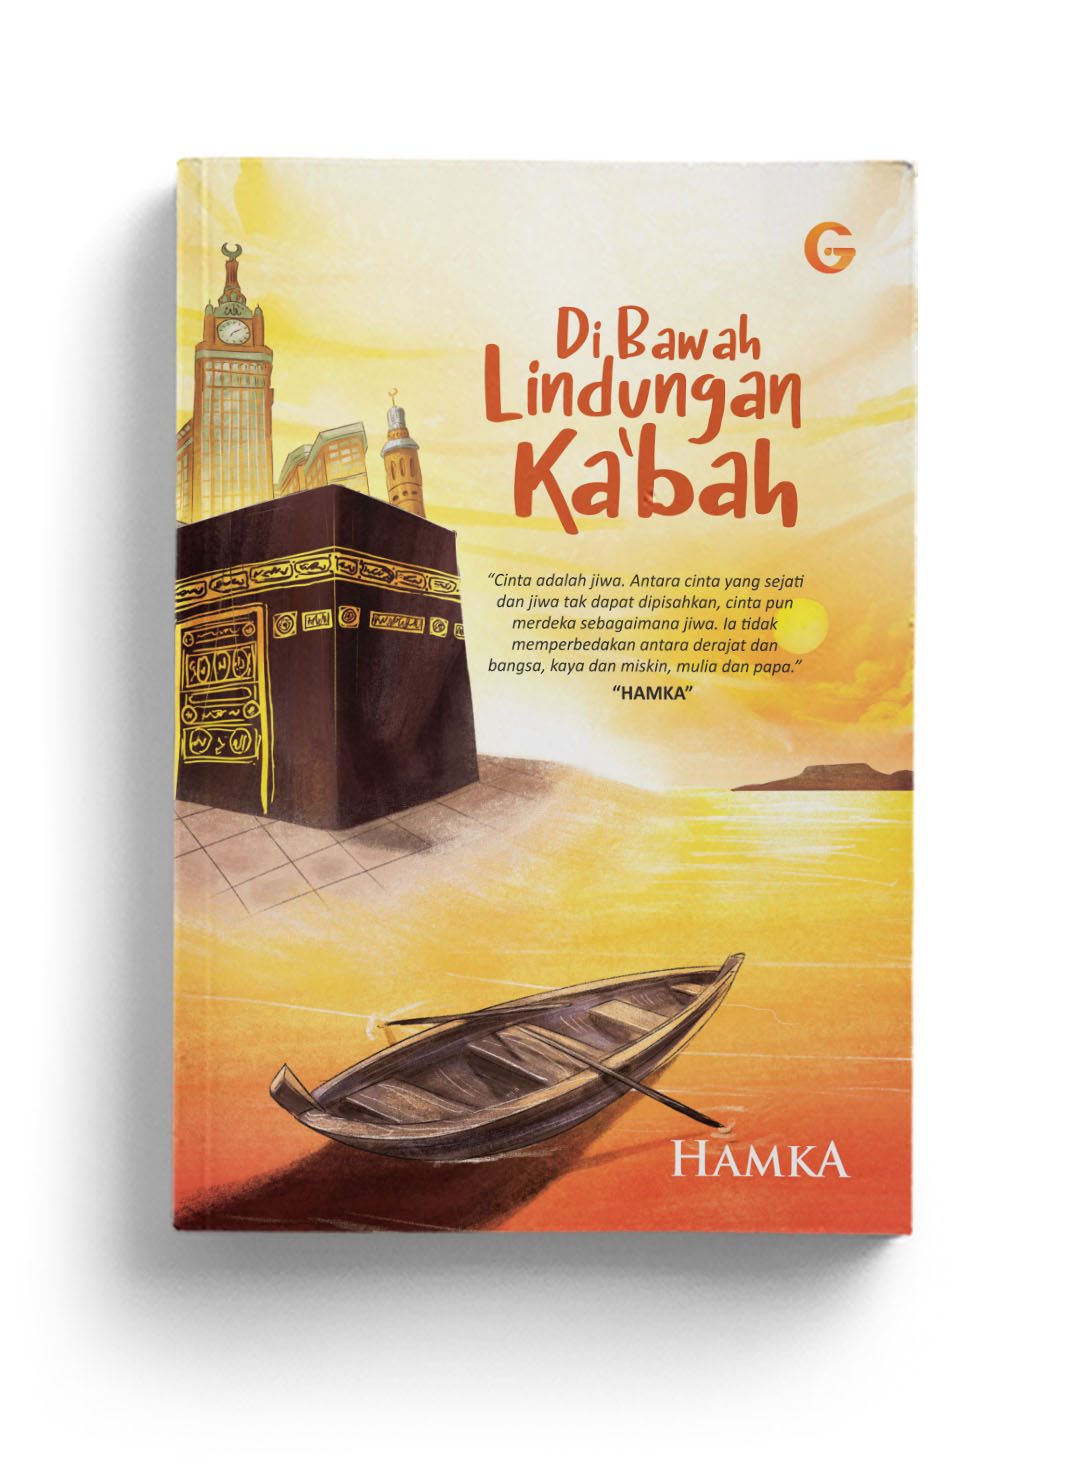 Di Bawah
Lindungan
Ka'bah
“Cinta adalah jiwa. Antara cinta yang sejati
dan jiwa tak dapat dipisahkan, cinta pun
merdeka sebagaimana jiwa. Ia tidak
memperbedakan antara derajat dan
bangsa, kaya dan miskin, mulia dan papa.”
“HAMKA”
HAMKA